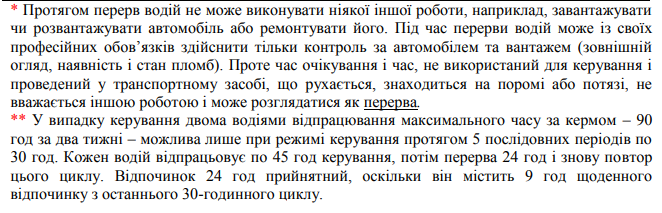 * Протягом перерв водій не може виконувати ніякої іншої роботи, наприклад, завантажувати
чи розвантажувати автомобіль або ремонтувати його. Під час перерви водій може із своїх
професійних обов’язків здійснити тільки контроль за автомобілем та вантажем (зовнішній
огляд, наявність і стан пломб). Проте час очікування і час, не використаний для керування і
проведений у транспортному засобі, що рухається, знаходиться на поромі або потязі, не
вважається іншою роботою і може розглядатися як перерва.
** У випадку керування двома водіями відпрацювання максимального часу за кермом – 90
год за два тижні – можлива лише при режимі керування протягом 5 послідовних періодів по
30 год. Кожен водій відпрацьовує по 45 год керування, потім перерва 24 год і знову повтор
цього циклу. Відпочинок 24 год прийнятний, оскільки він містить 9 год щоденного
відпочинку з останнього 30-годинного циклу.